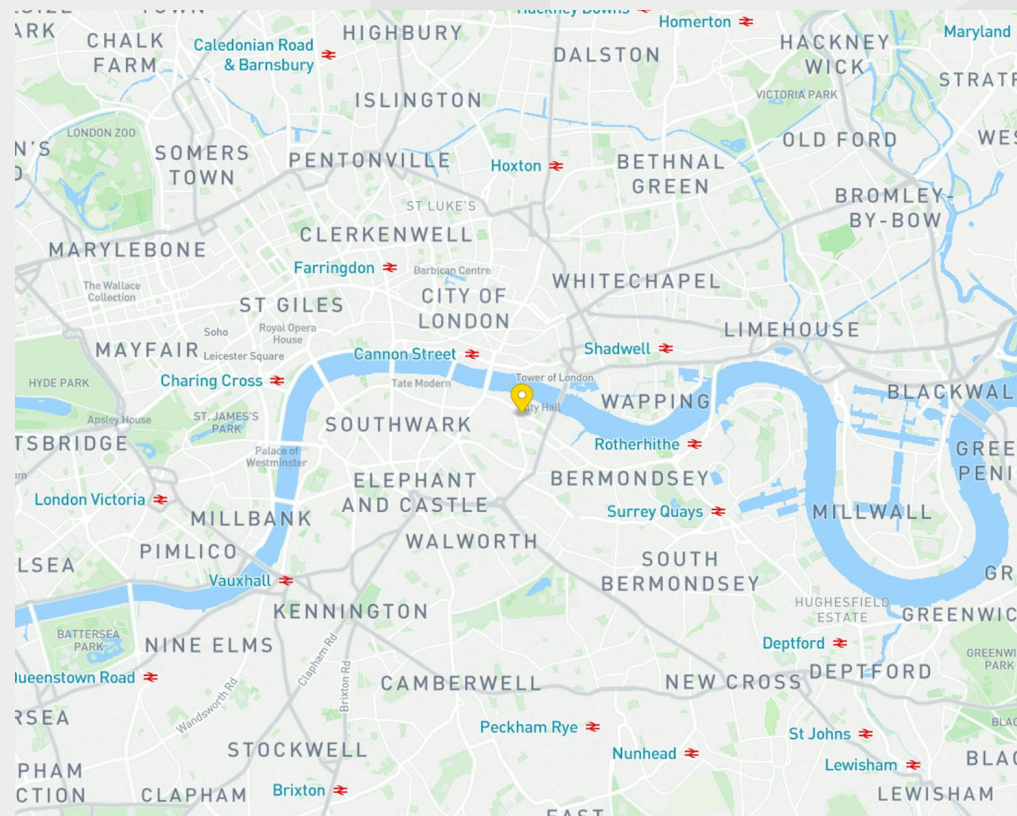 Hackney Downs
Homerton
ARK
CHALK
FARM
Caledonian Road
& Barnsbury
HIGHBURY
DALSTON
HACKNEY
WICK
Maryland
VICTORIA PARK
STRATF
ISLINGTON
LONDON ZOO
N'S
SOMERS
TOWN
PENTONVILLE
Hoxton
BETHNAL
GREEN
OLD FORD
WES
ST LUKE'S
BROMLEY-
BY-BOW
MARYLEBONE
CLERKENWELL
Farringdon
Barbican Centre
The Wallace
Collection
ST GILES
CITY OF
LONDON
WHITECHAPEL
Soho
Royal Opera
House
LIMEHOUSE
MAYFAIR
Leicester Square
Cannon Street
Shadwell
HYDE PARK
Charing Cross
Tate Modern
Tower of London
City Hall
WAPPING
BLACKWAL
Apsley House
ST. JAMES'S
PARK
SOUTHWARK
TSBRIDGE
Palace of
Westminster
Rotherhithe
GREE
PENI
um
London Victoria
ELEPHANT
AND CASTLE
BERMONDSEY
MILLBANK
Surrey Quays
MILLWALL
PIMLICO
WALWORTH
LSEA
Vauxhall
SOUTH
BERMONDSEY
GR
KENNINGTON
HUGHESFIELD
ESTATE
GREENWIC
BATTERSEA
PARK
NINE ELMS
Deptford
GREENWI
PARK
Queenstown Road
Clapham Rd
Brixton Rd
Wandsworth Rd
CAMBERWELL
NEW CROSS
DEPTFORD
RSEA
Peckham Rye
St Johns
BLAC
STOCKWELL
Nunhead
Lewisham
BLAC
PHAM
CTION
CLAPHAM
Brixton
LEWISHAM
EAST